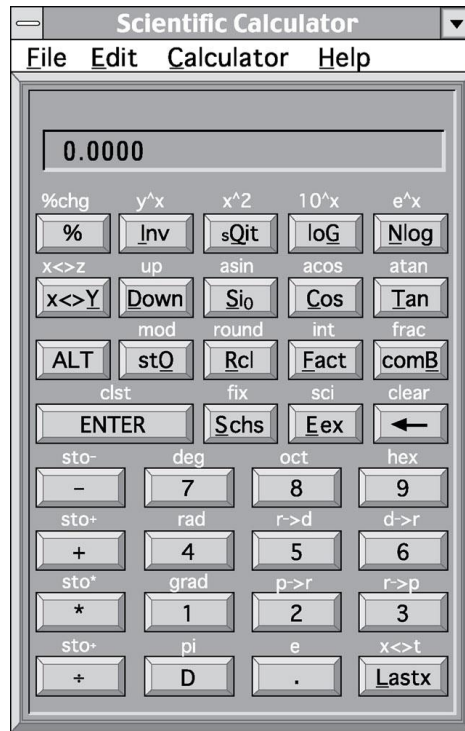 Scientific Calculator
File Edit Calculator Help
0.0000
%chg y^x x^2 10^x e^x
% Inv sQit loG Nlog
x<>z up asin acos atan
x<>Y Down Si₀ Cos Tan
mod round int frac
ALT stO Rcl Fact comB
clst fix sci clear
ENTER Schs Eex ←
sto- deg oct hex
- 7 8 9
sto+ rad r->d d->r
+ 4 5 6
sto* grad p->r r->p
* 1 2 3
sto÷ pi e x<>t
÷ D . Lastx